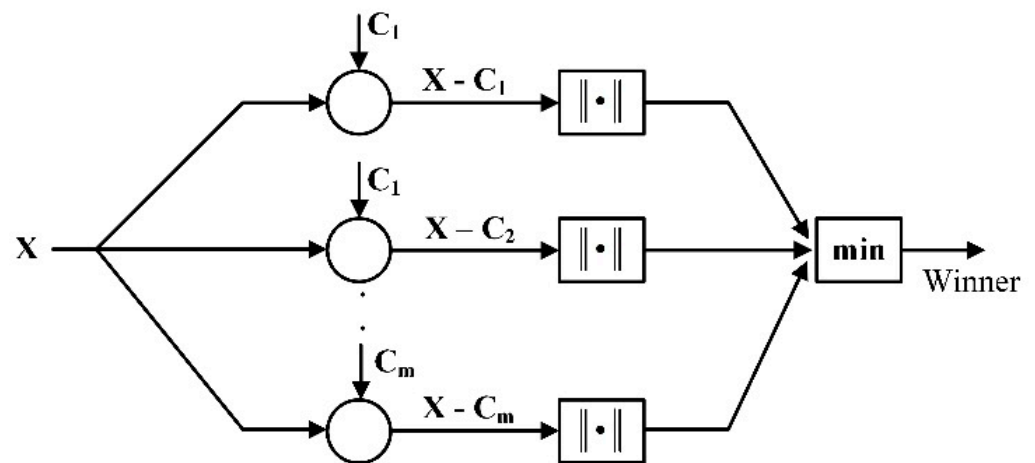 C₁
X - C₁
‖•‖
C₁
X
X – C₂
‖•‖
min
Winner
.
.
Cₘ
X - Cₘ
‖•‖